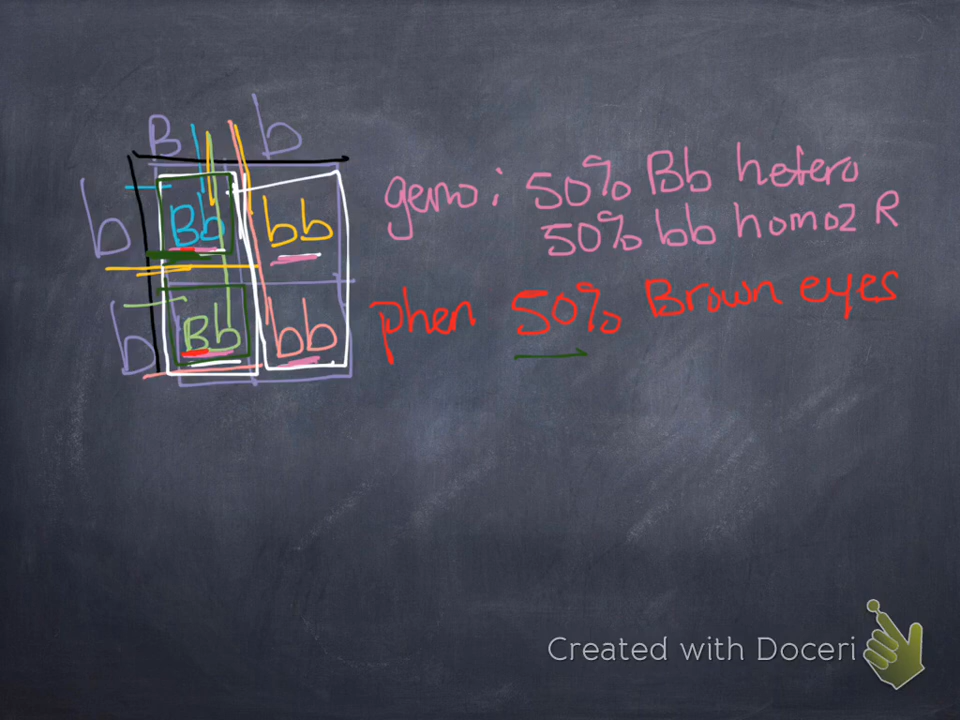 B b
b Bb bb
b Bb bb
geno: 50% Bb hetero
50% bb homoz R
phen 50% Brown eyes
Created with Doceri